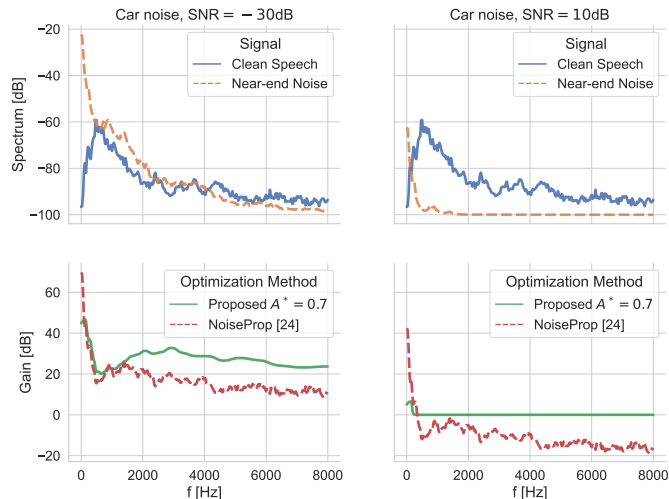 Car noise, SNR = − 30dB
Car noise, SNR = 10dB
Spectrum [dB]
−20
−40
−60
−80
−100
Signal
Clean Speech
Near-end Noise
Signal
Clean Speech
Near-end Noise
Gain [dB]
60
40
20
0
−20
Optimization Method
Proposed A* = 0.7
NoiseProp [24]
Optimization Method
Proposed A* = 0.7
NoiseProp [24]
0 2000 4000 6000 8000
f [Hz]
0 2000 4000 6000 8000
f [Hz]